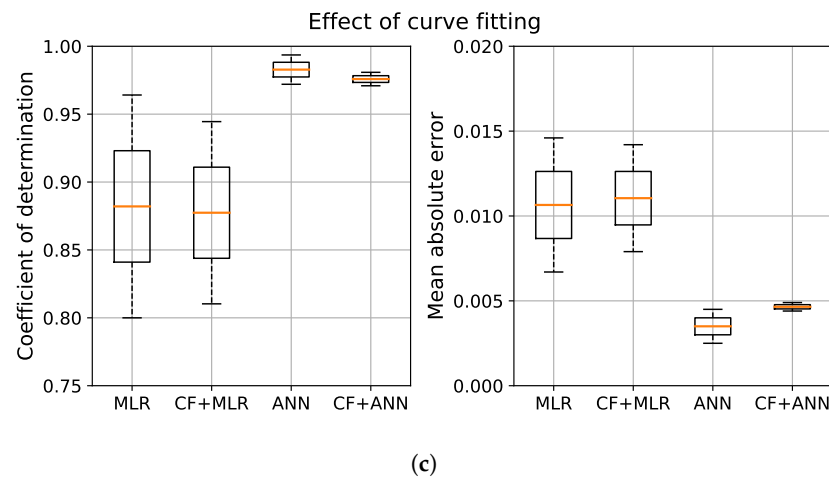 Effect of curve fitting
Coefficient of determination
1.00
0.95
0.90
0.85
0.80
0.75
MLR CF+MLR ANN CF+ANN
Mean absolute error
0.020
0.015
0.010
0.005
0.000
MLR CF+MLR ANN CF+ANN
(c)